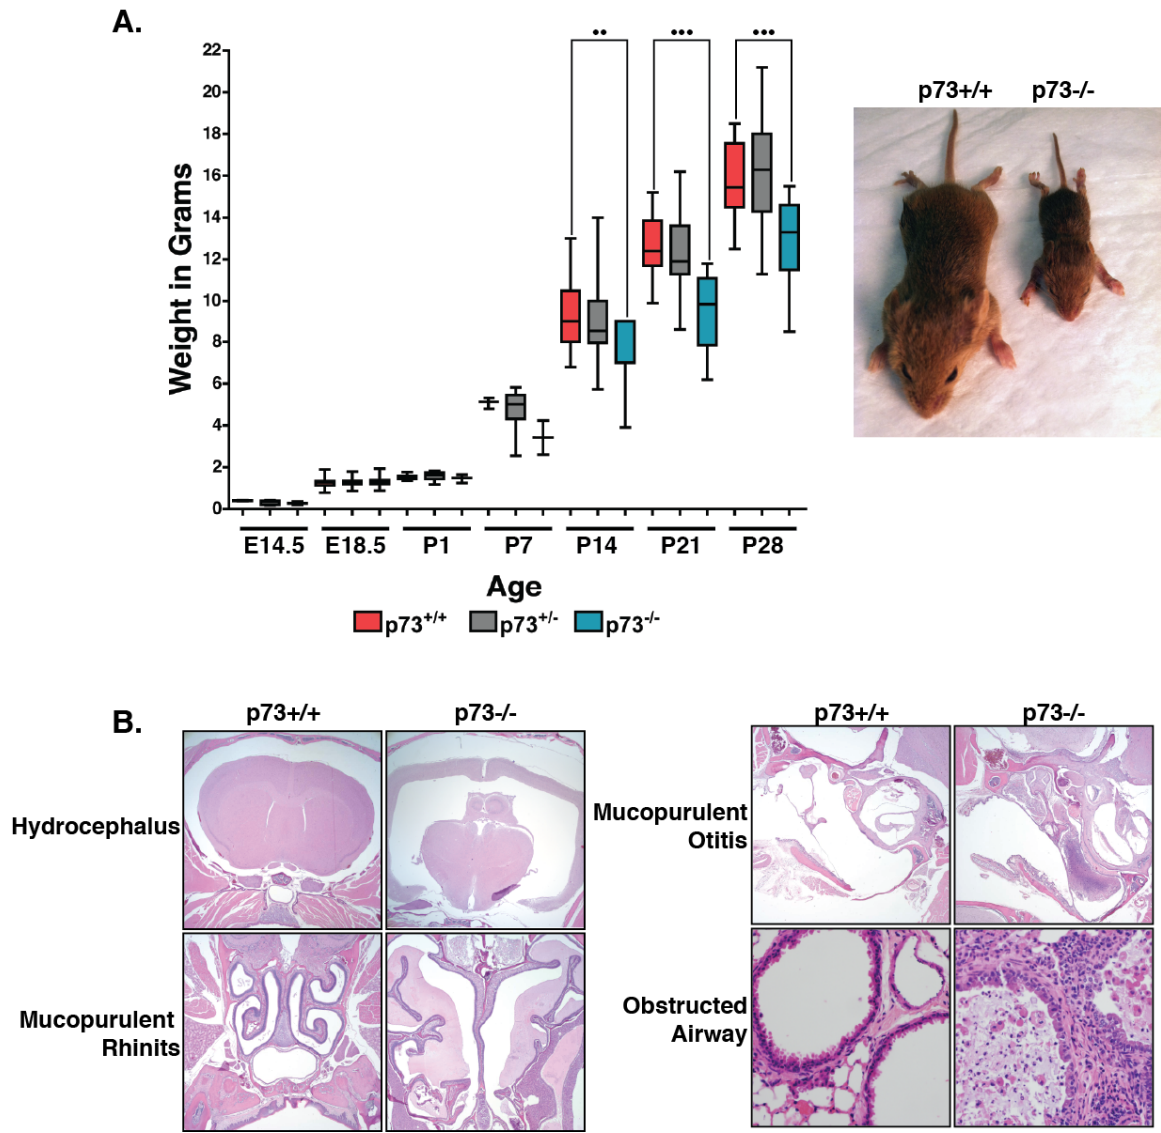 A.
p73+/+ p73-/-
22
20
18
16
14
12
10
8
6
4
2
0
Weight in Grams
•• ••• •••
E14.5 E18.5 P1 P7 P14 P21 P28
Age
p73+/+ p73+/- p73-/-
B.
p73+/+ p73-/-
Hydrocephalus
Mucopurulent
Rhinits
p73+/+ p73-/-
Mucopurulent
Otitis
Obstructed
Airway